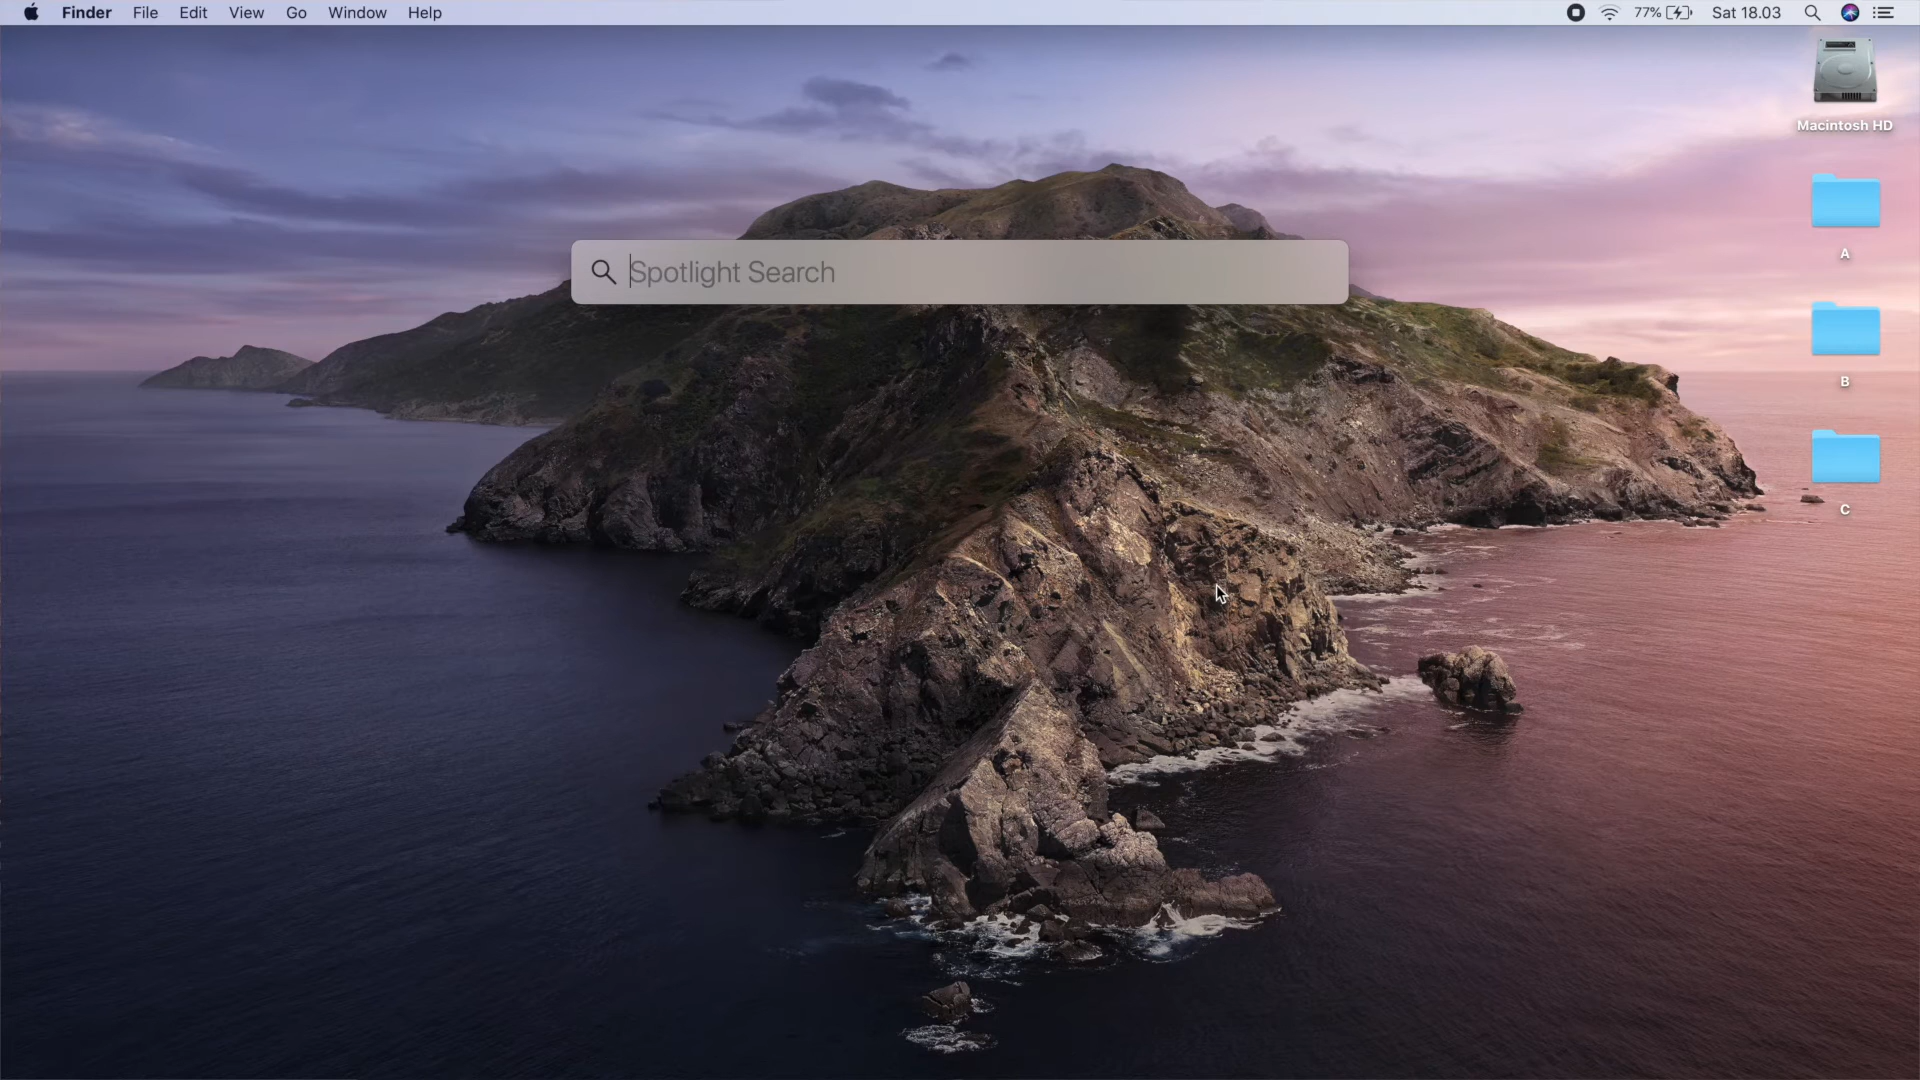 Finder File Edit View Go Window Help 77% Sat 18.03
Macintosh HD
A
Spotlight Search
B
C